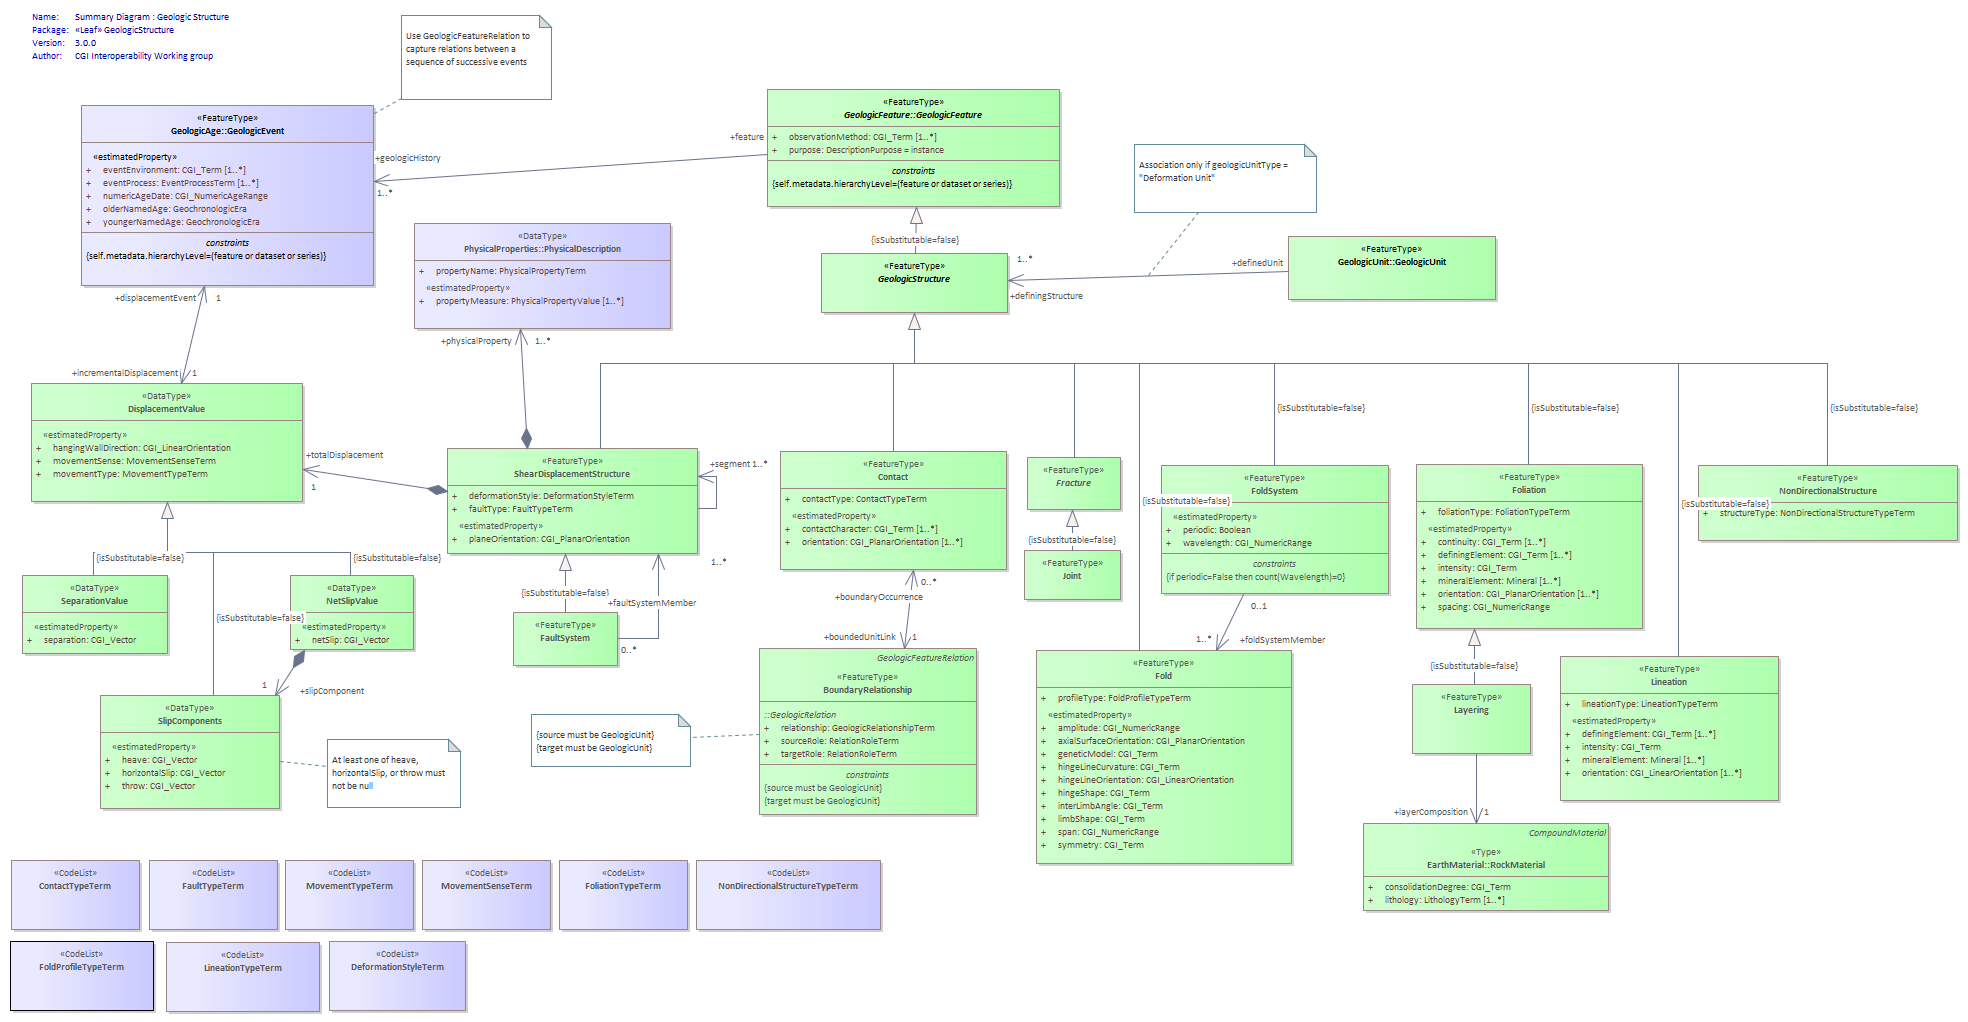 Name: Summary Diagram : Geologic Structure
Package: «Leaf» GeologicStructure
Version: 3.0.0
Author: CGI Interoperability Working group
Use GeologicFeatureRelation to
capture relations between a
sequence of successive events
«FeatureType»
GeologicAge::GeologicEvent
«estimatedProperty»
+ eventEnvironment: CGI_Term [1..*]
+ eventProcess: EventProcessTerm [1..*]
+ numericAgeDate: CGI_NumericAgeRange
+ olderNamedAge: GeochronologicEra
+ youngerNamedAge: GeochronologicEra
constraints
{self.metadata.hierarchyLevel=(feature or dataset or series)}
+feature
+geologicHistory
1..*
«FeatureType»
GeologicFeature::GeologicFeature
+ observationMethod: CGI_Term [1..*]
+ purpose: DescriptionPurpose = instance
constraints
{self.metadata.hierarchyLevel=(feature or dataset or series)}
{isSubstitutable=false}
Association only if geologicUnitType =
"Deformation Unit"
«FeatureType»
GeologicStructure
1..*
+definingStructure
+definedUnit
«FeatureType»
GeologicUnit::GeologicUnit
«DataType»
PhysicalProperties::PhysicalDescription
+ propertyName: PhysicalPropertyTerm
«estimatedProperty»
+ propertyMeasure: PhysicalPropertyValue [1..*]
+physicalProperty
1..*
+displacementEvent
1
+incrementalDisplacement
1
«DataType»
DisplacementValue
«estimatedProperty»
+ hangingWallDirection: CGI_LinearOrientation
+ movementSense: MovementSenseTerm
+ movementType: MovementTypeTerm
+totalDisplacement
1
«FeatureType»
ShearDisplacementStructure
+ deformationStyle: DeformationStyleTerm
+ faultType: FaultTypeTerm
«estimatedProperty»
+ planeOrientation: CGI_PlanarOrientation
+segment 1..*
1..*
{isSubstitutable=false}
+faultSystemMember
«FeatureType»
FaultSystem
0..*
«FeatureType»
Contact
+ contactType: ContactTypeTerm
«estimatedProperty»
+ contactCharacter: CGI_Term [1..*]
+ orientation: CGI_PlanarOrientation [1..*]
0..*
+boundaryOccurrence
+boundedUnitLink
1
GeologicFeatureRelation
«FeatureType»
BoundaryRelationship
::GeologicRelation
+ relationship: GeologicRelationshipTerm
+ sourceRole: RelationRoleTerm
+ targetRole: RelationRoleTerm
constraints
{source must be GeologicUnit}
{target must be GeologicUnit}
{source must be GeologicUnit}
{target must be GeologicUnit}
«FeatureType»
Fracture
{isSubstitutable=false}
«FeatureType»
Joint
{isSubstitutable=false}
{isSubstitutable=false}
«FeatureType»
FoldSystem
«estimatedProperty»
+ periodic: Boolean
+ wavelength: CGI_NumericRange
constraints
{if periodic=False then count(Wavelength)=0}
0..1
1..*
+foldSystemMember
«FeatureType»
Fold
+ profileType: FoldProfileTypeTerm
«estimatedProperty»
+ amplitude: CGI_NumericRange
+ axialSurfaceOrientation: CGI_PlanarOrientation
+ geneticModel: CGI_Term
+ hingeLineCurvature: CGI_Term
+ hingeLineOrientation: CGI_LinearOrientation
+ hingeShape: CGI_Term
+ interLimbAngle: CGI_Term
+ limbShape: CGI_Term
+ span: CGI_NumericRange
+ symmetry: CGI_Term
{isSubstitutable=false}
«FeatureType»
Foliation
+ foliationType: FoliationTypeTerm
«estimatedProperty»
+ continuity: CGI_Term [1..*]
+ definingElement: CGI_Term [1..*]
+ intensity: CGI_Term
+ mineralElement: Mineral [1..*]
+ orientation: CGI_PlanarOrientation [1..*]
+ spacing: CGI_NumericRange
{isSubstitutable=false}
«FeatureType»
Layering
+layerComposition
1
CompoundMaterial
«Type»
EarthMaterial::RockMaterial
+ consolidationDegree: CGI_Term
+ lithology: LithologyTerm [1..*]
{isSubstitutable=false}
«FeatureType»
NonDirectionalStructure
+ structureType: NonDirectionalStructureTypeTerm
{isSubstitutable=false}
«FeatureType»
Lineation
+ lineationType: LineationTypeTerm
«estimatedProperty»
+ definingElement: CGI_Term [1..*]
+ intensity: CGI_Term
+ mineralElement: Mineral [1..*]
+ orientation: CGI_LinearOrientation [1..*]
{isSubstitutable=false}
{isSubstitutable=false}
{isSubstitutable=false}
«DataType»
SeparationValue
«estimatedProperty»
+ separation: CGI_Vector
«DataType»
NetSlipValue
«estimatedProperty»
+ netSlip: CGI_Vector
1
+slipComponent
«DataType»
SlipComponents
«estimatedProperty»
+ heave: CGI_Vector
+ horizontalSlip: CGI_Vector
+ throw: CGI_Vector
At least one of heave,
horizontalSlip, or throw must
not be null
«CodeList»
ContactTypeTerm
«CodeList»
FaultTypeTerm
«CodeList»
MovementTypeTerm
«CodeList»
MovementSenseTerm
«CodeList»
FoliationTypeTerm
«CodeList»
NonDirectionalStructureTypeTerm
«CodeList»
FoldProfileTypeTerm
«CodeList»
LineationTypeTerm
«CodeList»
DeformationStyleTerm